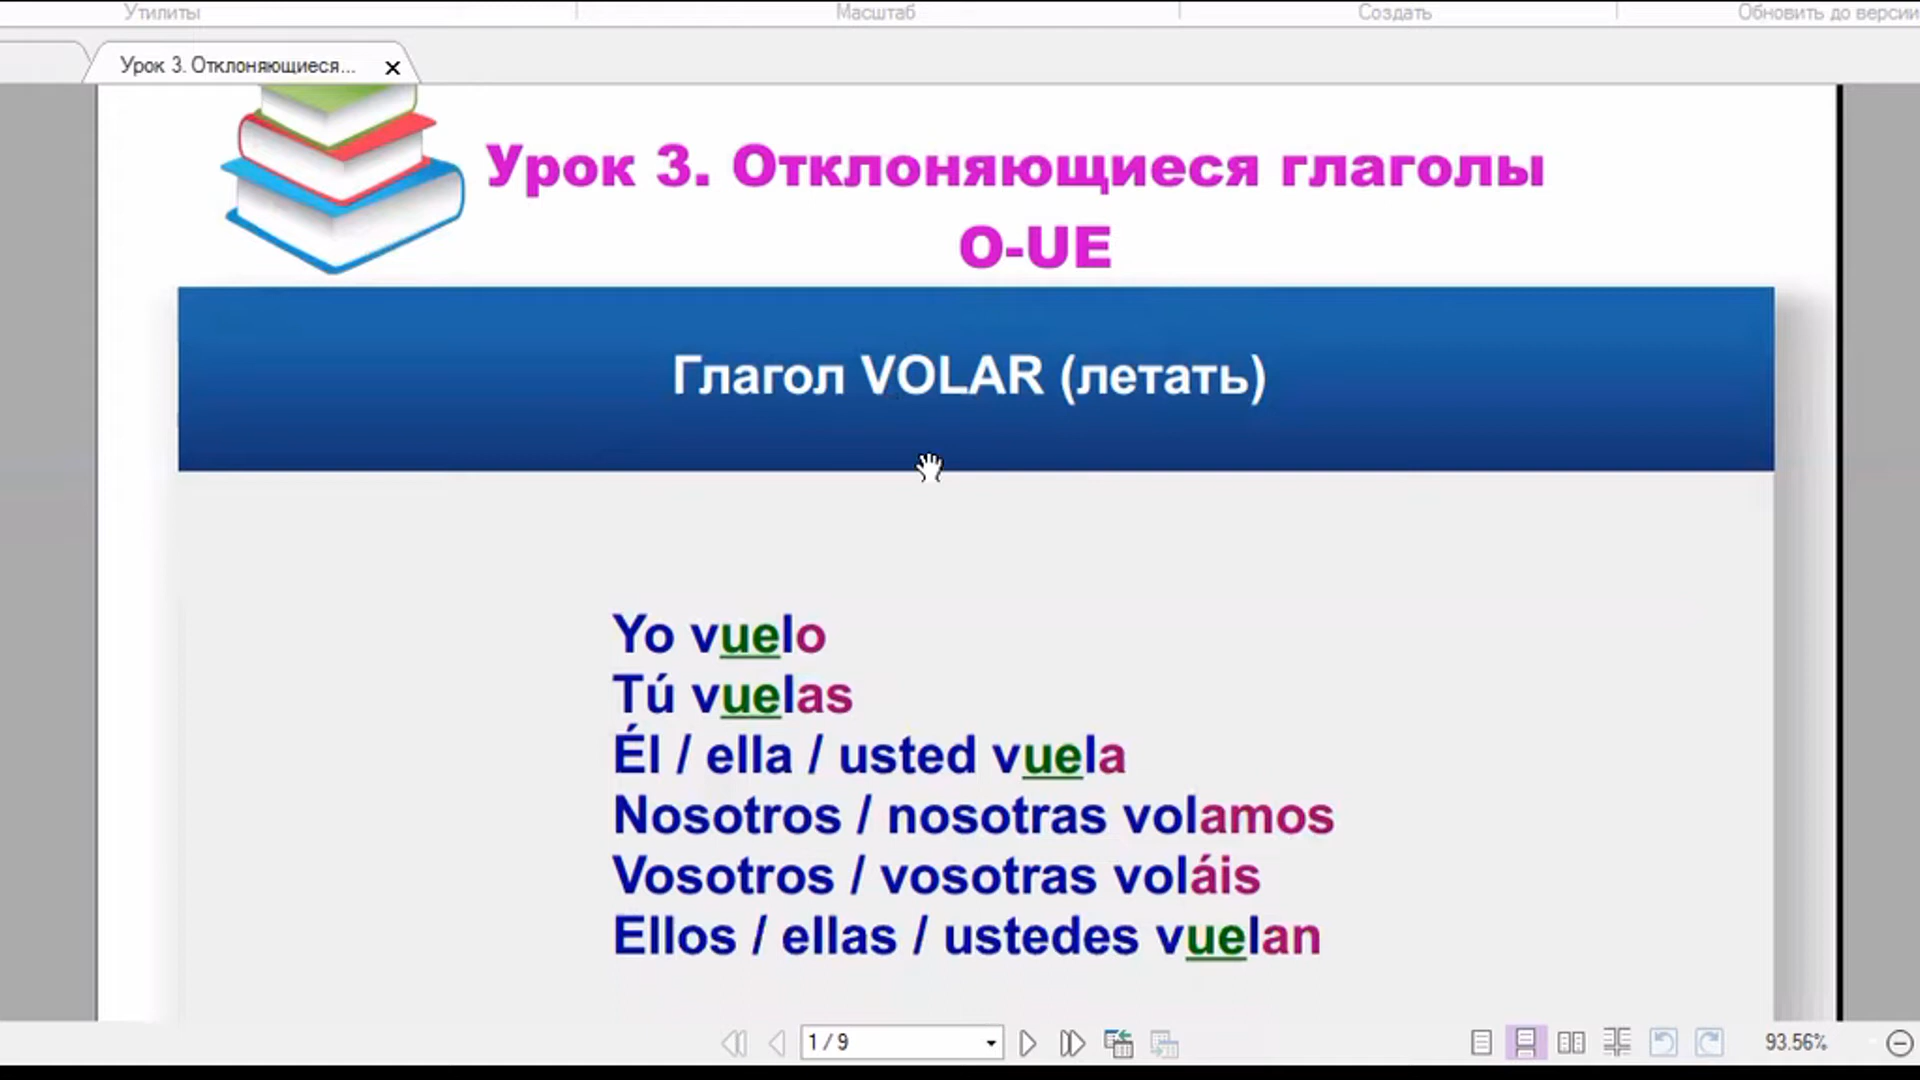 Утилиты
Масштаб
Создать
Обновить до версии
Урок 3. Отклоняющиеся...
Урок 3. Отклоняющиеся глаголы
O-UE
Глагол VOLAR (летать)
Yo vuelo
Tú vuelas
Él / ella / usted vuela
Nosotros / nosotras volamos
Vosotros / vosotras voláis
Ellos / ellas / ustedes vuelan
1 / 9
93.56%